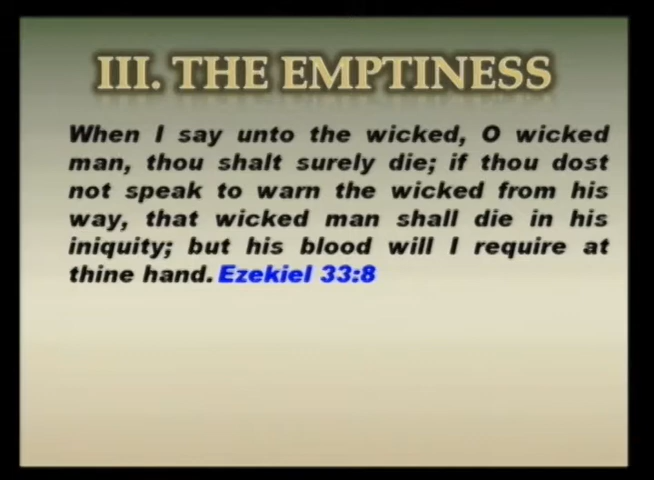 III. THE EMPTINESS
When I say unto the wicked, O wicked
man, thou shalt surely die; if thou dost
not speak to warn the wicked from his
way, that wicked man shall die in his
iniquity; but his blood will I require at
thine hand. Ezekiel 33:8